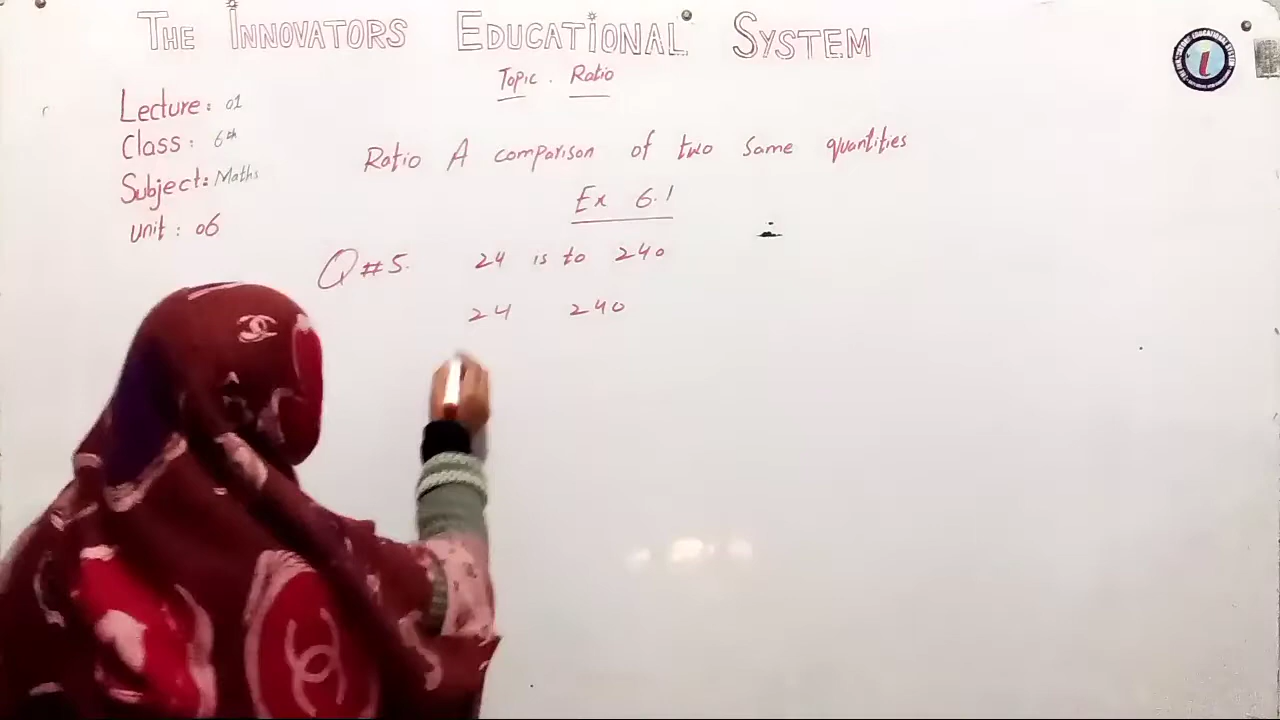 THE INNOVATORS EDUCATIONAL SYSTEM
Topic . Ratio
Lecture: 01
Class: 6th
Subject: Maths
unit: 06
Ratio A comparison of two same quantities
Ex 6.1
Q#5. 24 is to 240
24 240